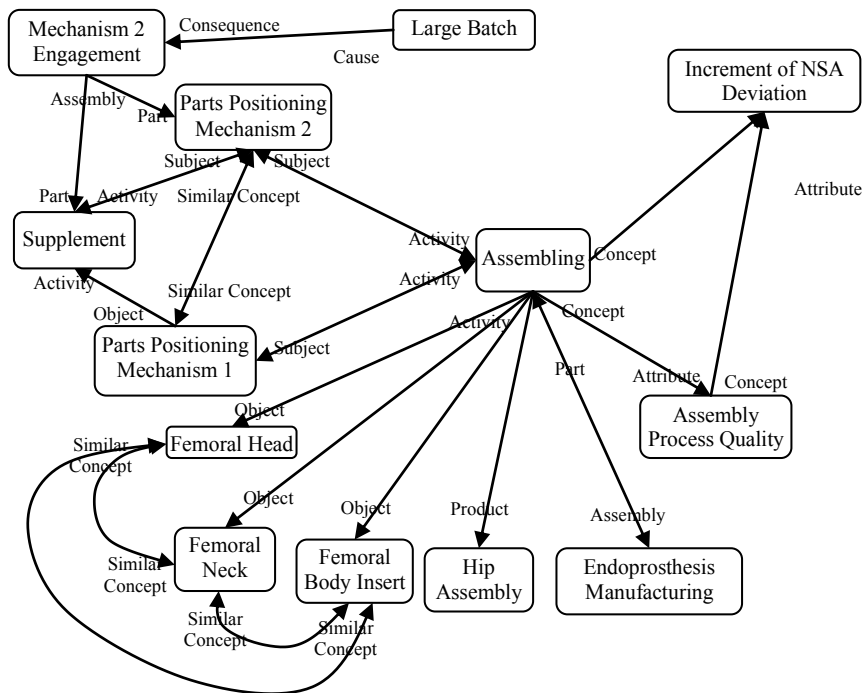 Mechanism 2
Engagement
Consequence
Large Batch
Cause
Increment of NSA
Deviation
Assembly
Part
Parts Positioning
Mechanism 2
Subject
Subject
Part
Activity
Similar Concept
Attribute
Supplement
Activity
Assembling
Concept
Activity
Activity
Similar Concept
Object
Activity
Concept
Parts Positioning
Mechanism 1
Subject
Part
Attribute
Concept
Object
Assembly
Process Quality
Similar
Concept
Femoral Head
Object
Object
Product
Assembly
Similar
Concept
Femoral
Neck
Femoral
Body Insert
Hip
Assembly
Endoprosthesis
Manufacturing
Similar
Concept
Similar
Concept